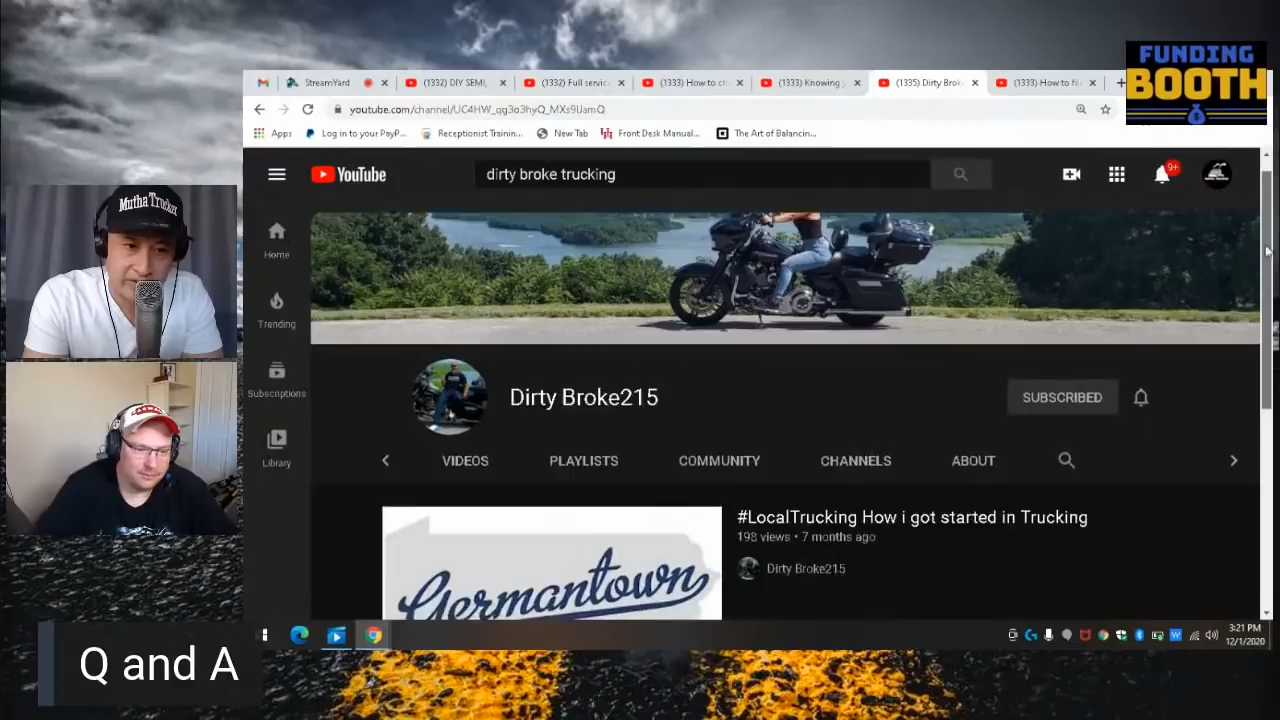 FUNDING
BOOTH
StreamYard
(1332) DIY SEMI,
(1332) Full servic
(1333) How to ch
(1333) Knowing y
(1335) Dirty Brok
(1333) How to file
youtube.com/channel/UC4HW_qg3o3hyQ_MXs9IJamQ
Apps
Log in to your PayP...
Receptionist Trainin...
New Tab
Front Desk Manual...
The Art of Balancin...
YouTube
dirty broke trucking
9+
Mutha Trucker
Home
Trending
Subscriptions
Library
Dirty Broke215
SUBSCRIBED
VIDEOS
PLAYLISTS
COMMUNITY
CHANNELS
ABOUT
#LocalTrucking How i got started in Trucking
198 views • 7 months ago
Dirty Broke215
Germantown
3:21 PM
12/1/2020
Q and A